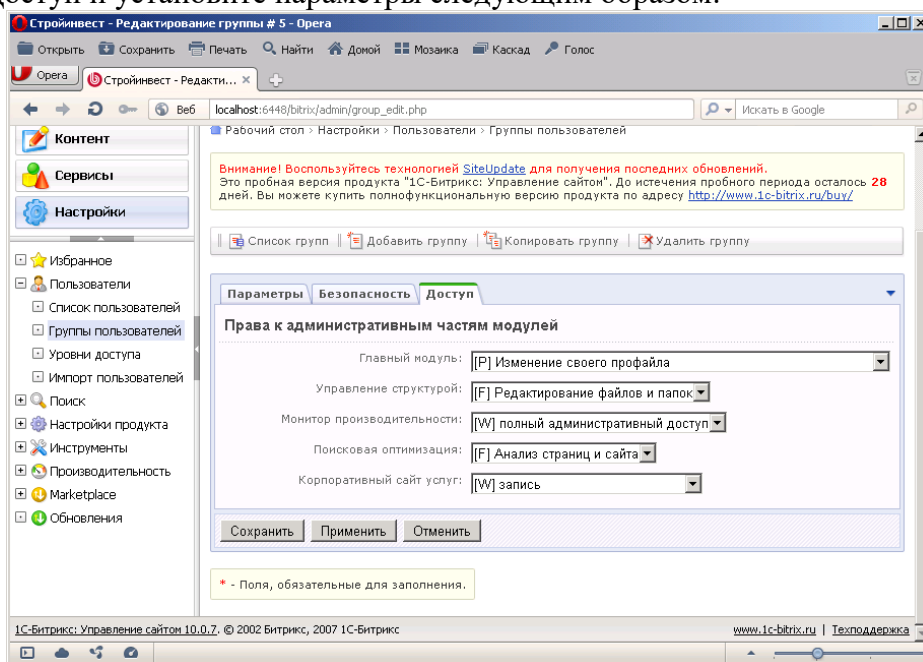 доступ и установите параметры следующим образом:
Стройинвест - Редактирование группы # 5 - Opera
Открыть Сохранить Печать Найти Домой Мозаика Каскад Голос
Opera Стройинвест - Редакти... ×
Веб localhost:6448/bitrix/admin/group_edit.php Искать в Google
Контент
Сервисы
Настройки
Избранное
Пользователи
Список пользователей
Группы пользователей
Уровни доступа
Импорт пользователей
Поиск
Настройки продукта
Инструменты
Производительность
Marketplace
Обновления
Рабочий стол › Настройки › Пользователи › Группы пользователей
Внимание! Воспользуйтесь технологией SiteUpdate для получения последних обновлений.
Это пробная версия продукта "1С-Битрикс: Управление сайтом". До истечения пробного периода осталось 28
дней. Вы можете купить полнофункциональную версию продукта по адресу http://www.1c-bitrix.ru/buy/
Список групп Добавить группу Копировать группу Удалить группу
Параметры Безопасность Доступ
Права к административным частям модулей
Главный модуль: [P] Изменение своего профайла
Управление структурой: [F] Редактирование файлов и папок
Монитор производительности: [W] полный административный доступ
Поисковая оптимизация: [F] Анализ страниц и сайта
Корпоративный сайт услуг: [W] запись
Сохранить Применить Отменить
* - Поля, обязательные для заполнения.
1С-Битрикс: Управление сайтом 10.0.7. © 2002 Битрикс, 2007 1С-Битрикс www.1c-bitrix.ru | Техподдержка